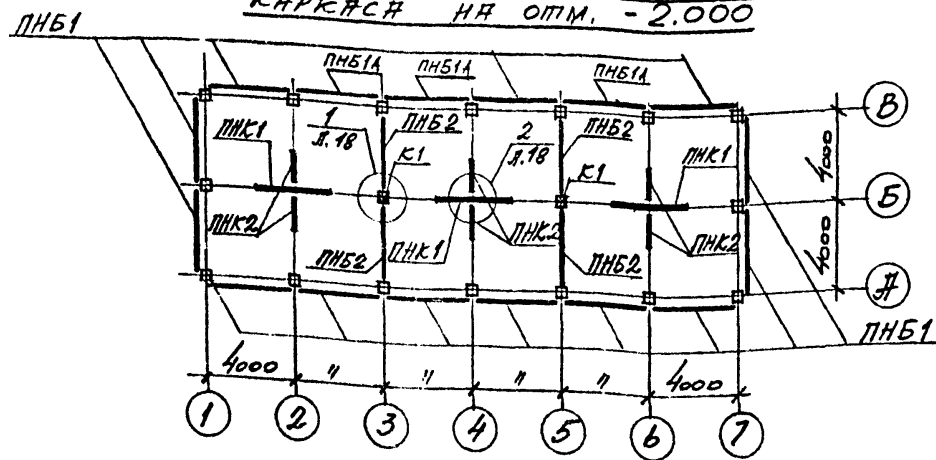 КАРКАСА НА ОТМ. -2.000
ПНБ1
ПНБ1А ПНБ1А ПНБ1А
В
1
Л.18
ПНБ2
2
Л.18
ПНБ2
ПНК1
К1
К1
ПНК1
4000
Б
ПНК2
ПНБ2
ПНК1
ПНК2
ПНБ2
ПНК2
4000
А
ПНБ1
4000 " " " " 4000
1 2 3 4 5 6 7